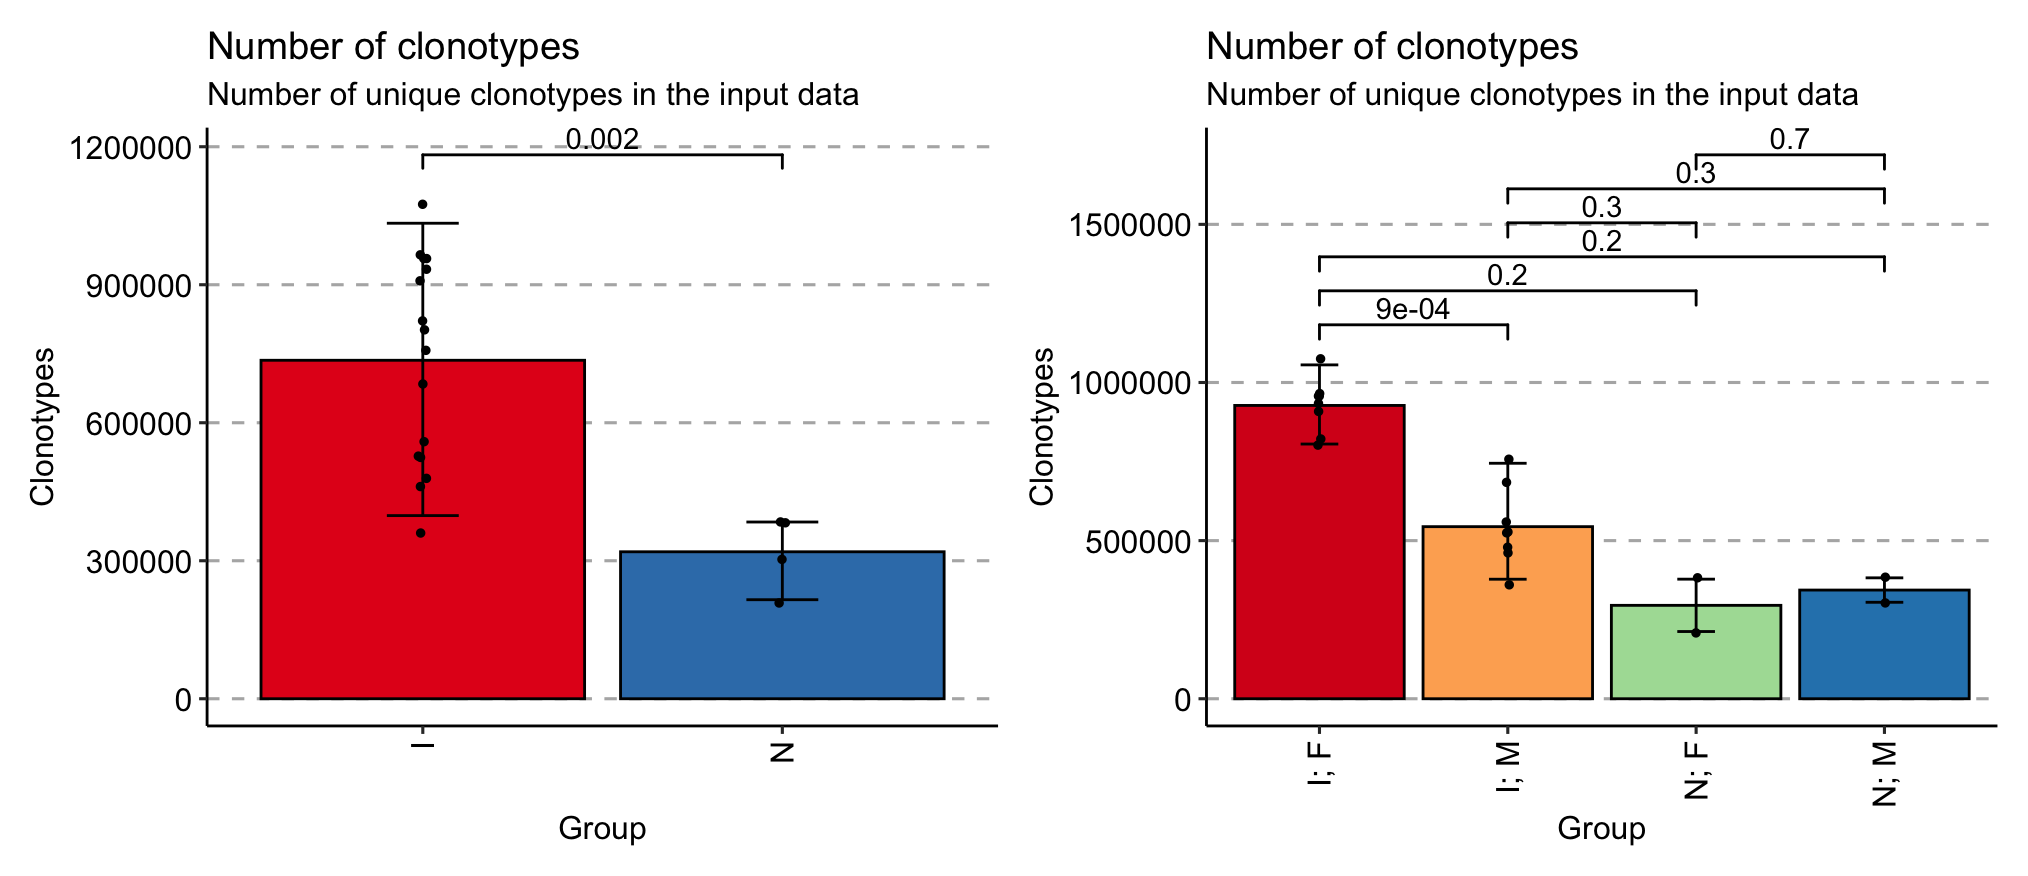 Number of clonotypes
Number of unique clonotypes in the input data
1200000
900000
600000
300000
0
Clonotypes
0.002
I
N
Group
Number of clonotypes
Number of unique clonotypes in the input data
1500000
1000000
500000
0
Clonotypes
0.7
0.3
0.3
0.2
0.2
9e-04
I; F
I; M
N; F
N; M
Group